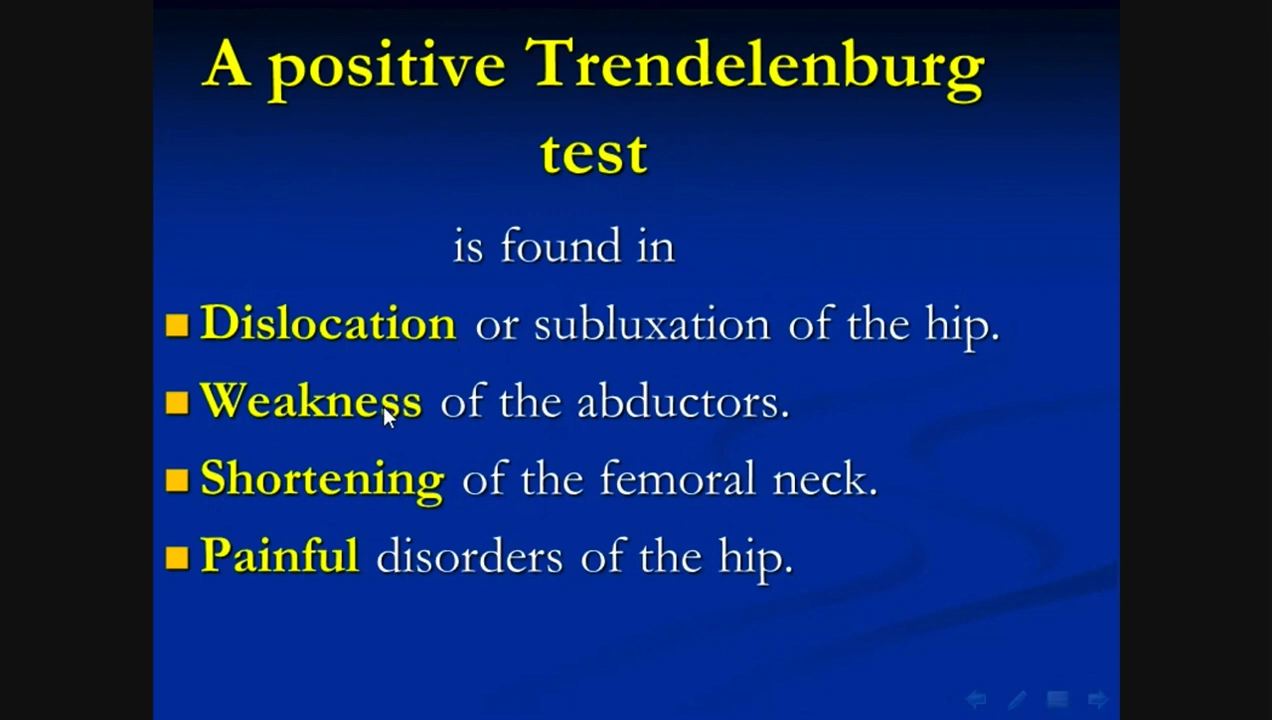 A positive Trendelenburg
test
is found in
Dislocation or subluxation of the hip.
Weakness of the abductors.
Shortening of the femoral neck.
Painful disorders of the hip.